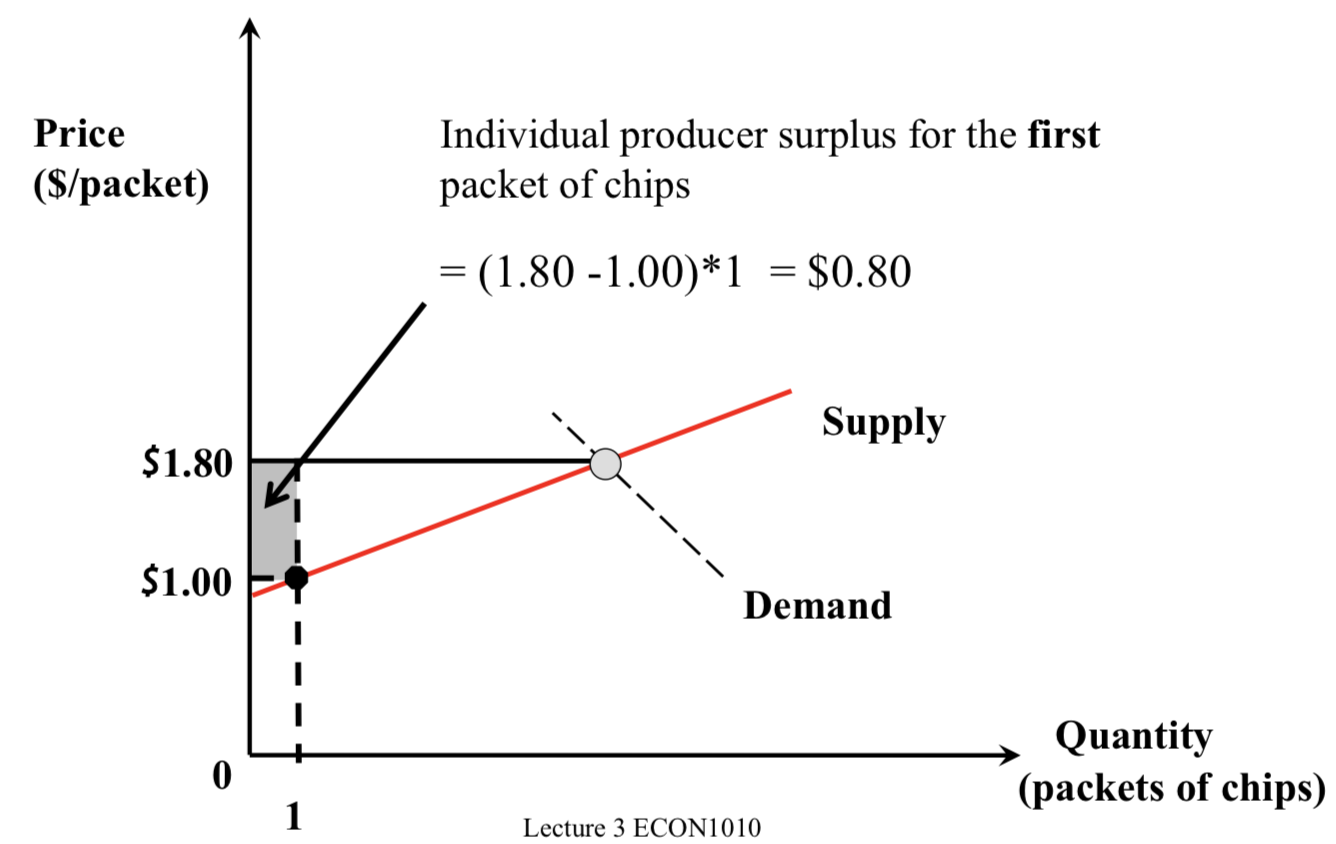 Price
($/packet)
Individual producer surplus for the first
packet of chips
= (1.80 -1.00)*1 = $0.80
Supply
$1.80
$1.00
Demand
Quantity
(packets of chips)
0
1
Lecture 3 ECON1010